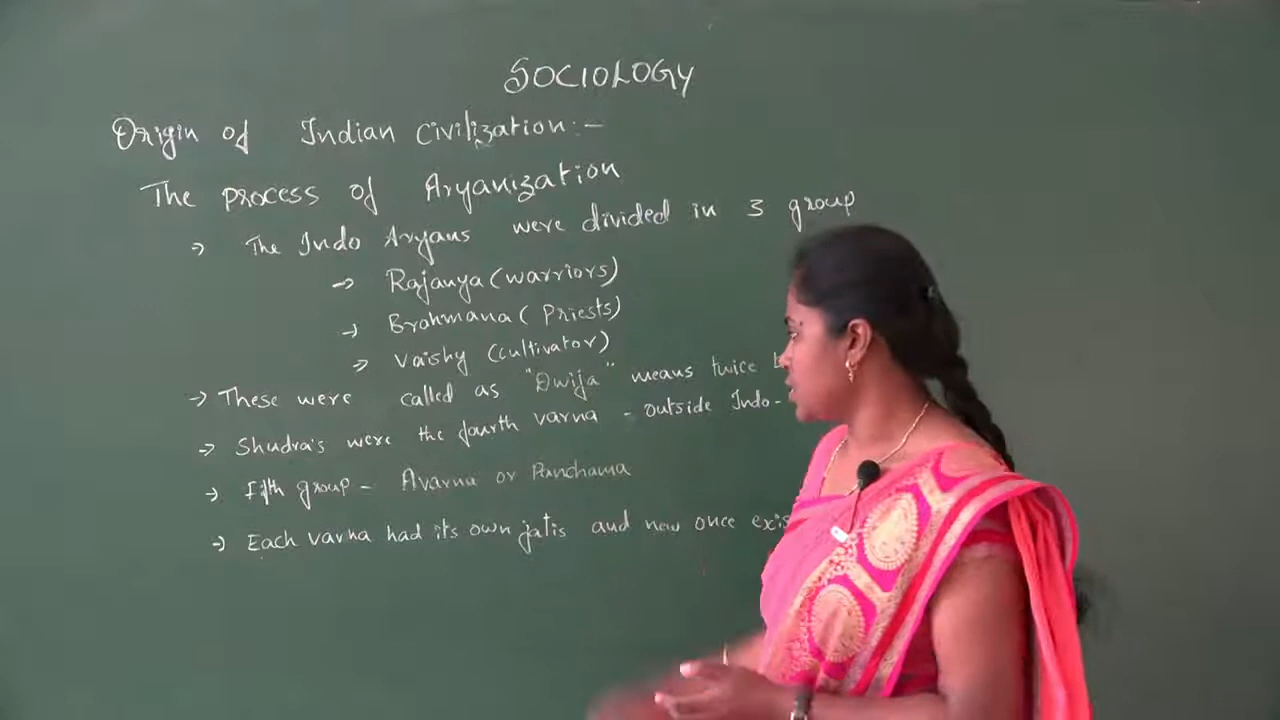 SOCIOLOGY
Origin of Indian Civilization:-
The process of Aryanization
→ The Indo Aryans were divided in 3 group
→ Rajanya (warriors)
→ Brahmana ( Priests)
→ Vaishy (cultivator)
→ These were called as "Dwija" means twice
→ Shudra's were the fourth varna - outside Indo-
→ Fifth group - Avarna or Panchama
→ Each varna had its own jatis and new once